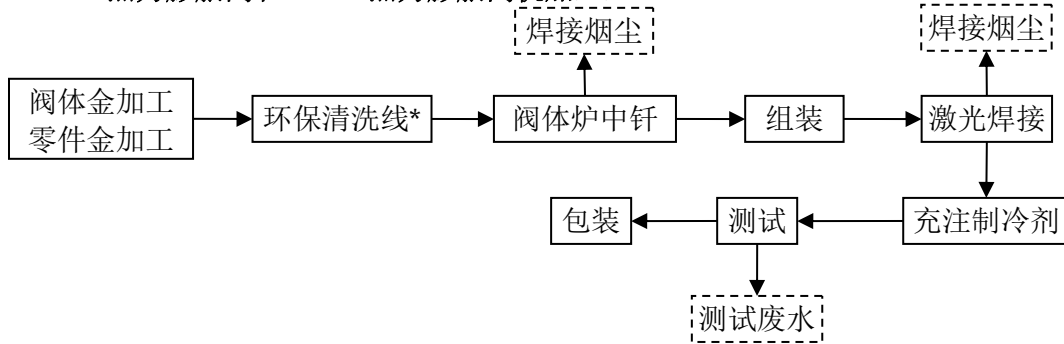 焊接烟尘
焊接烟尘
阀体金加工
零件金加工
环保清洗线*
阀体炉中钎
组装
激光焊接
包装
测试
充注制冷剂
测试废水